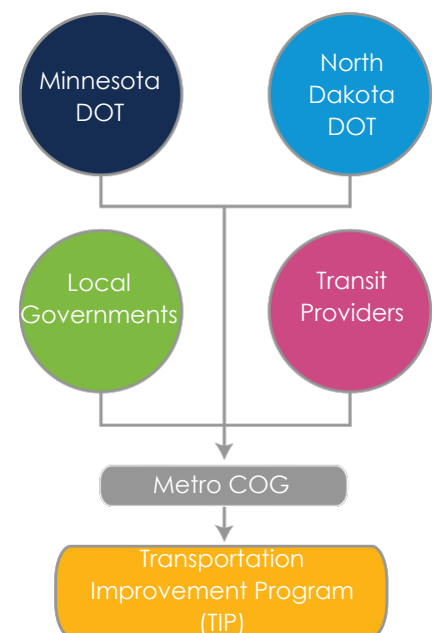 Minnesota
DOT
North
Dakota
DOT
Local
Governments
Transit
Providers
Metro COG
Transportation
Improvement Program
(TIP)